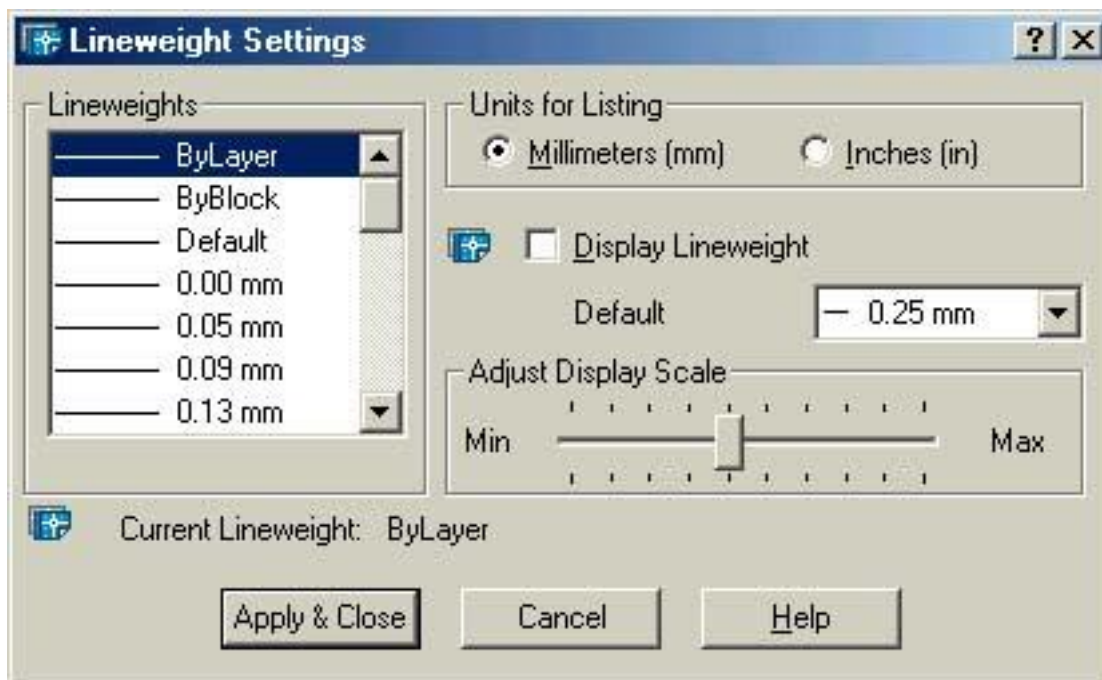 Lineweight Settings
Lineweights
ByLayer
ByBlock
Default
0.00 mm
0.05 mm
0.09 mm
0.13 mm
Units for Listing
Millimeters (mm)
Inches (in)
Display Lineweight
Default
0.25 mm
Adjust Display Scale
Min
Max
Current Lineweight: ByLayer
Apply & Close
Cancel
Help